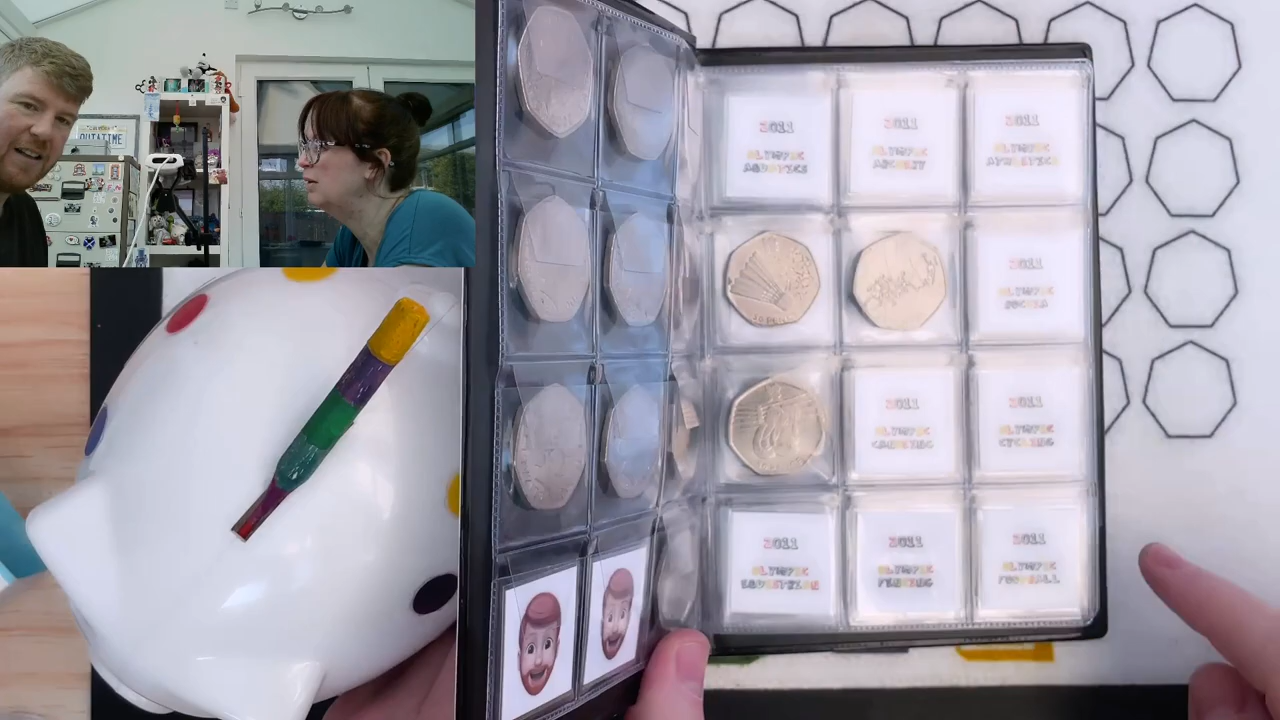 OUTATIME
2011
OLYMPIC
AQUATICS
2011
OLYMPIC
ARCHERY
2011
OLYMPIC
ATHLETICS
2011
OLYMPIC
BOCCIA
2011
OLYMPIC
CANOEING
2011
OLYMPIC
CYCLING
2011
OLYMPIC
EQUESTRIAN
2011
OLYMPIC
FENCING
2011
OLYMPIC
FOOTBALL